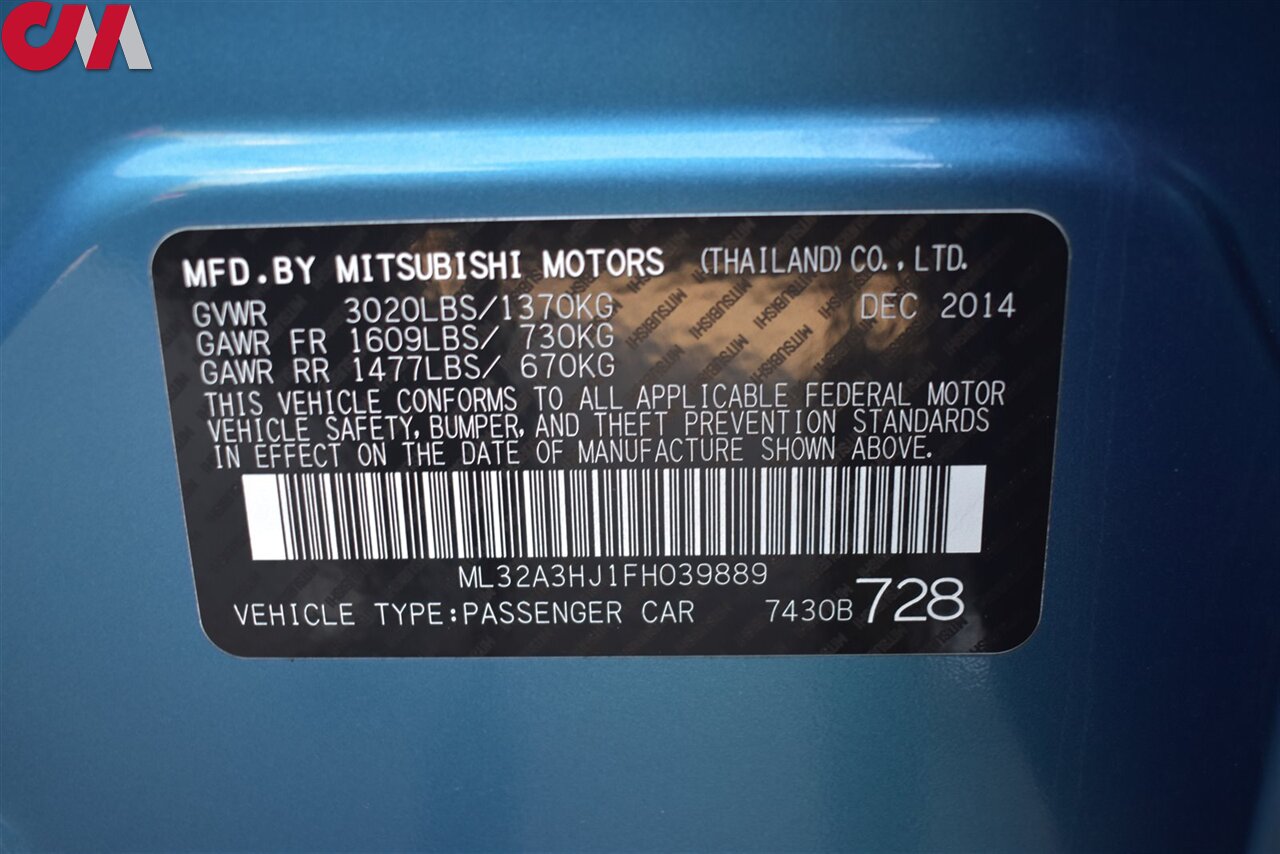 CM
MFD.BY MITSUBISHI MOTORS (THAILAND) CO.,LTD.
GVWR 3020LBS/1370KG DEC 2014
GAWR FR 1609LBS/ 730KG
GAWR RR 1477LBS/ 670KG
THIS VEHICLE CONFORMS TO ALL APPLICABLE FEDERAL MOTOR
VEHICLE SAFETY, BUMPER, AND THEFT PREVENTION STANDARDS
IN EFFECT ON THE DATE OF MANUFACTURE SHOWN ABOVE.
ML32A3HJ1FH039889
VEHICLE TYPE:PASSENGER CAR 7430B 728